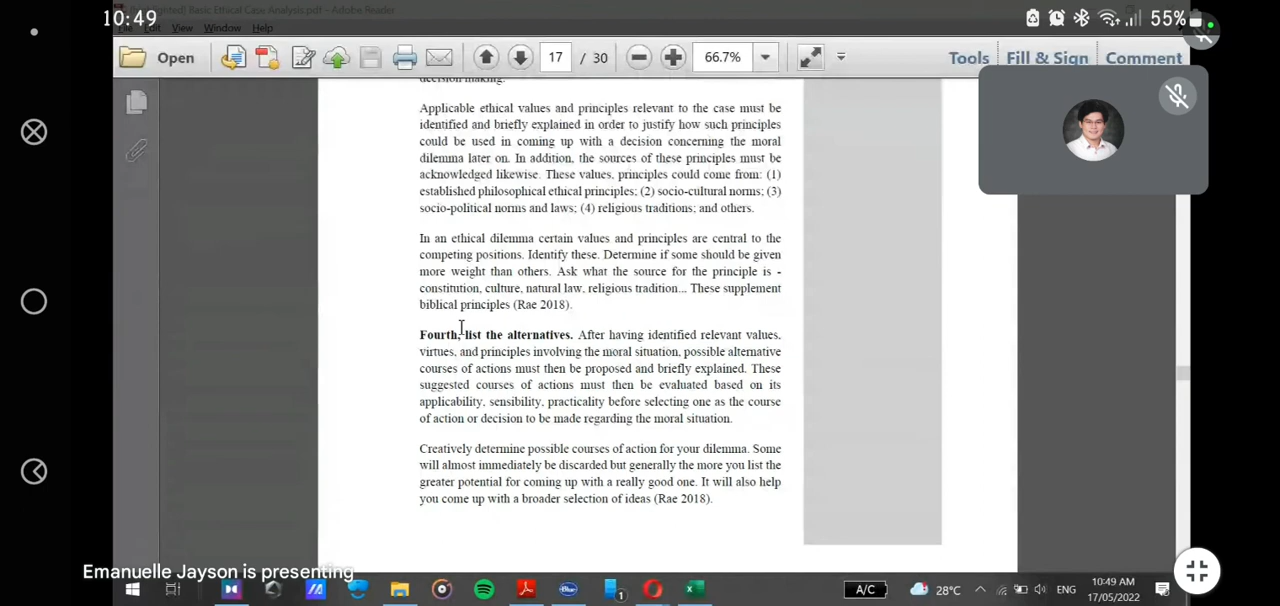 10:49
55%
(highlighted) Basic Ethical Case Analysis.pdf - Adobe Reader
File Edit View Window Help
Open
17 / 30
66.7%
Tools
Fill & Sign
Comment
decision making.
Applicable ethical values and principles relevant to the case must be
identified and briefly explained in order to justify how such principles
could be used in coming up with a decision concerning the moral
dilemma later on. In addition, the sources of these principles must be
acknowledged likewise. These values, principles could come from: (1)
established philosophical ethical principles; (2) socio-cultural norms; (3)
socio-political norms and laws; (4) religious traditions; and others.
In an ethical dilemma certain values and principles are central to the
competing positions. Identify these. Determine if some should be given
more weight than others. Ask what the source for the principle is -
constitution, culture, natural law, religious tradition... These supplement
biblical principles (Rae 2018).
Fourth, list the alternatives. After having identified relevant values,
virtues, and principles involving the moral situation, possible alternative
courses of actions must then be proposed and briefly explained. These
suggested courses of actions must then be evaluated based on its
applicability, sensibility, practicality before selecting one as the course
of action or decision to be made regarding the moral situation.
Creatively determine possible courses of action for your dilemma. Some
will almost immediately be discarded but generally the more you list the
greater potential for coming up with a really good one. It will also help
you come up with a broader selection of ideas (Rae 2018).
Emanuelle Jayson is presenting
Blue
1
A/C
28°C
ENG
10:49 AM
17/05/2022